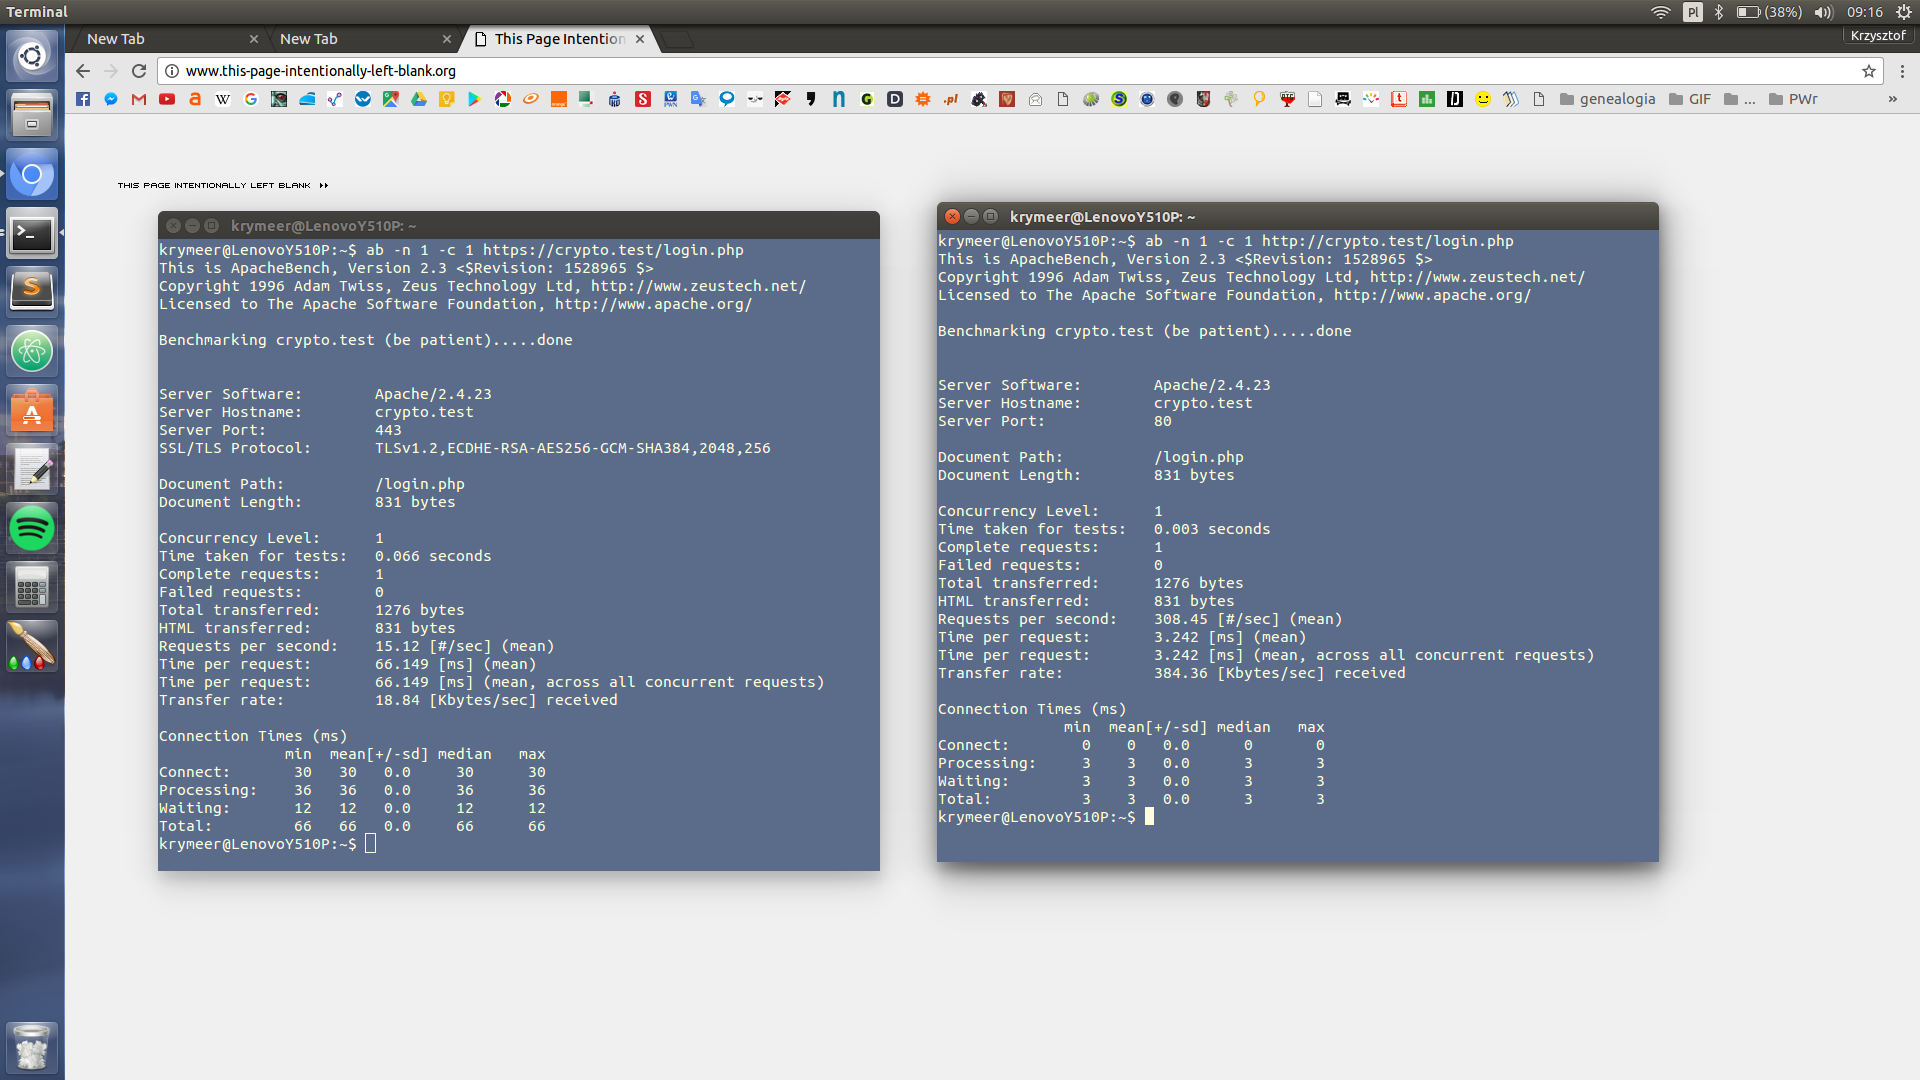 Terminal
Pl
(38%)
09:16
New Tab
New Tab
This Page Intention
Krzysztof
www.this-page-intentionally-left-blank.org
genealogia
GIF
...
PWr
»
THIS PAGE INTENTIONALLY LEFT BLANK
krymeer@LenovoY510P: ~
krymeer@LenovoY510P:~$ ab -n 1 -c 1 https://crypto.test/login.php
This is ApacheBench, Version 2.3 <$Revision: 1528965 $>
Copyright 1996 Adam Twiss, Zeus Technology Ltd, http://www.zeustech.net/
Licensed to The Apache Software Foundation, http://www.apache.org/
Benchmarking crypto.test (be patient).....done
Server Software:        Apache/2.4.23
Server Hostname:        crypto.test
Server Port:            443
SSL/TLS Protocol:       TLSv1.2,ECDHE-RSA-AES256-GCM-SHA384,2048,256
Document Path:          /login.php
Document Length:        831 bytes
Concurrency Level:      1
Time taken for tests:   0.066 seconds
Complete requests:      1
Failed requests:        0
Total transferred:      1276 bytes
HTML transferred:       831 bytes
Requests per second:    15.12 [#/sec] (mean)
Time per request:       66.149 [ms] (mean)
Time per request:       66.149 [ms] (mean, across all concurrent requests)
Transfer rate:          18.84 [Kbytes/sec] received
Connection Times (ms)
              min  mean[+/-sd] median   max
Connect:       30   30   0.0     30      30
Processing:    36   36   0.0     36      36
Waiting:       12   12   0.0     12      12
Total:         66   66   0.0     66      66
krymeer@LenovoY510P:~$
krymeer@LenovoY510P: ~
krymeer@LenovoY510P:~$ ab -n 1 -c 1 http://crypto.test/login.php
This is ApacheBench, Version 2.3 <$Revision: 1528965 $>
Copyright 1996 Adam Twiss, Zeus Technology Ltd, http://www.zeustech.net/
Licensed to The Apache Software Foundation, http://www.apache.org/
Benchmarking crypto.test (be patient).....done
Server Software:        Apache/2.4.23
Server Hostname:        crypto.test
Server Port:            80
Document Path:          /login.php
Document Length:        831 bytes
Concurrency Level:      1
Time taken for tests:   0.003 seconds
Complete requests:      1
Failed requests:        0
Total transferred:      1276 bytes
HTML transferred:       831 bytes
Requests per second:    308.45 [#/sec] (mean)
Time per request:       3.242 [ms] (mean)
Time per request:       3.242 [ms] (mean, across all concurrent requests)
Transfer rate:          384.36 [Kbytes/sec] received
Connection Times (ms)
              min  mean[+/-sd] median   max
Connect:        0    0   0.0      0       0
Processing:     3    3   0.0      3       3
Waiting:        3    3   0.0      3       3
Total:          3    3   0.0      3       3
krymeer@LenovoY510P:~$